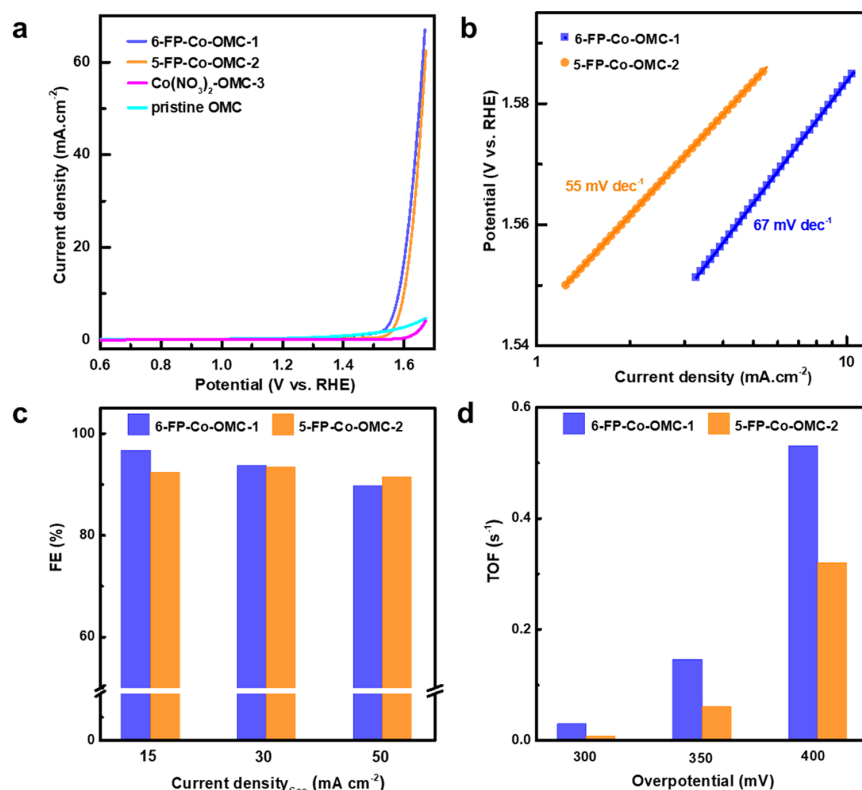 a
6-FP-Co-OMC-1
5-FP-Co-OMC-2
Co(NO₃)₂-OMC-3
pristine OMC
Current density (mA.cm⁻²)
60
40
20
0
0.6
0.8
1.0
1.2
1.4
1.6
Potential (V vs. RHE)
b
6-FP-Co-OMC-1
5-FP-Co-OMC-2
Potential (V vs. RHE)
1.58
1.56
1.54
55 mV dec⁻¹
67 mV dec⁻¹
1
10
Current density (mA.cm⁻²)
c
6-FP-Co-OMC-1
5-FP-Co-OMC-2
FE (%)
100
80
60
0
15
30
50
Current density (mA cm⁻²)
d
6-FP-Co-OMC-1
5-FP-Co-OMC-2
TOF (s⁻¹)
0.6
0.4
0.2
0.0
300
350
400
Overpotential (mV)